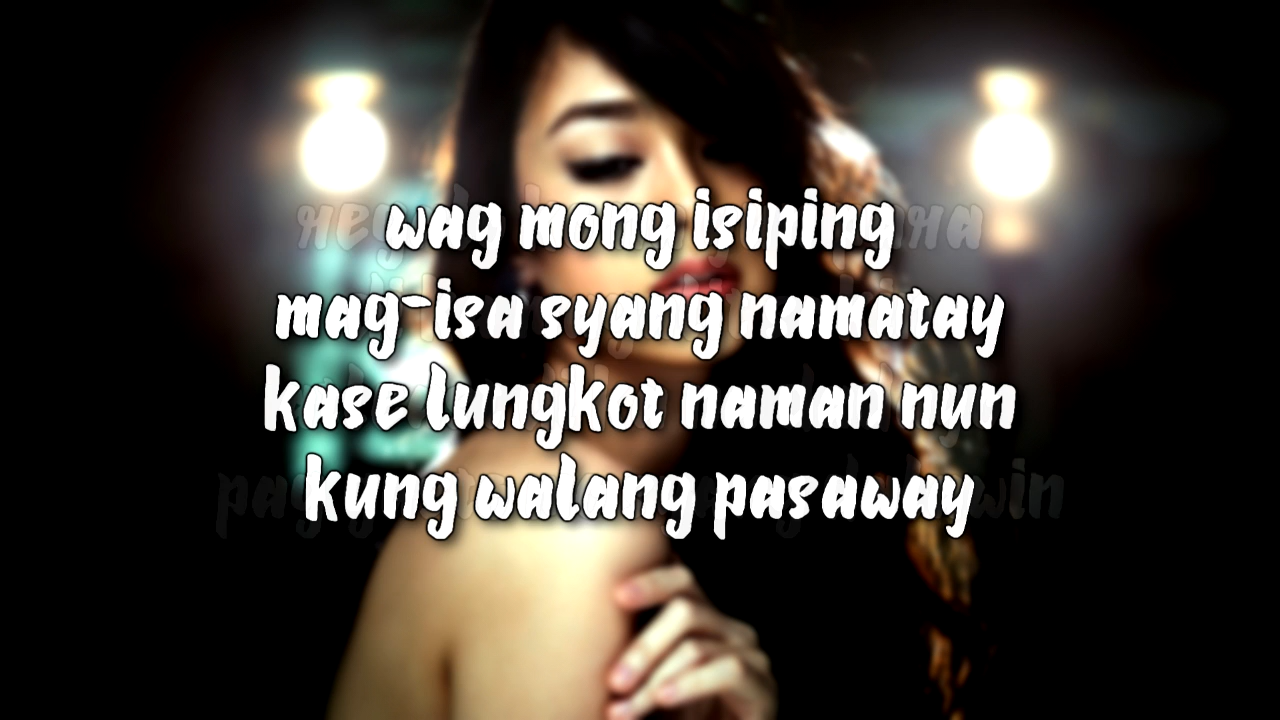 wag mong isiping
mag-isa syang namatay
kase lungkot naman nun
kung walang pasaway